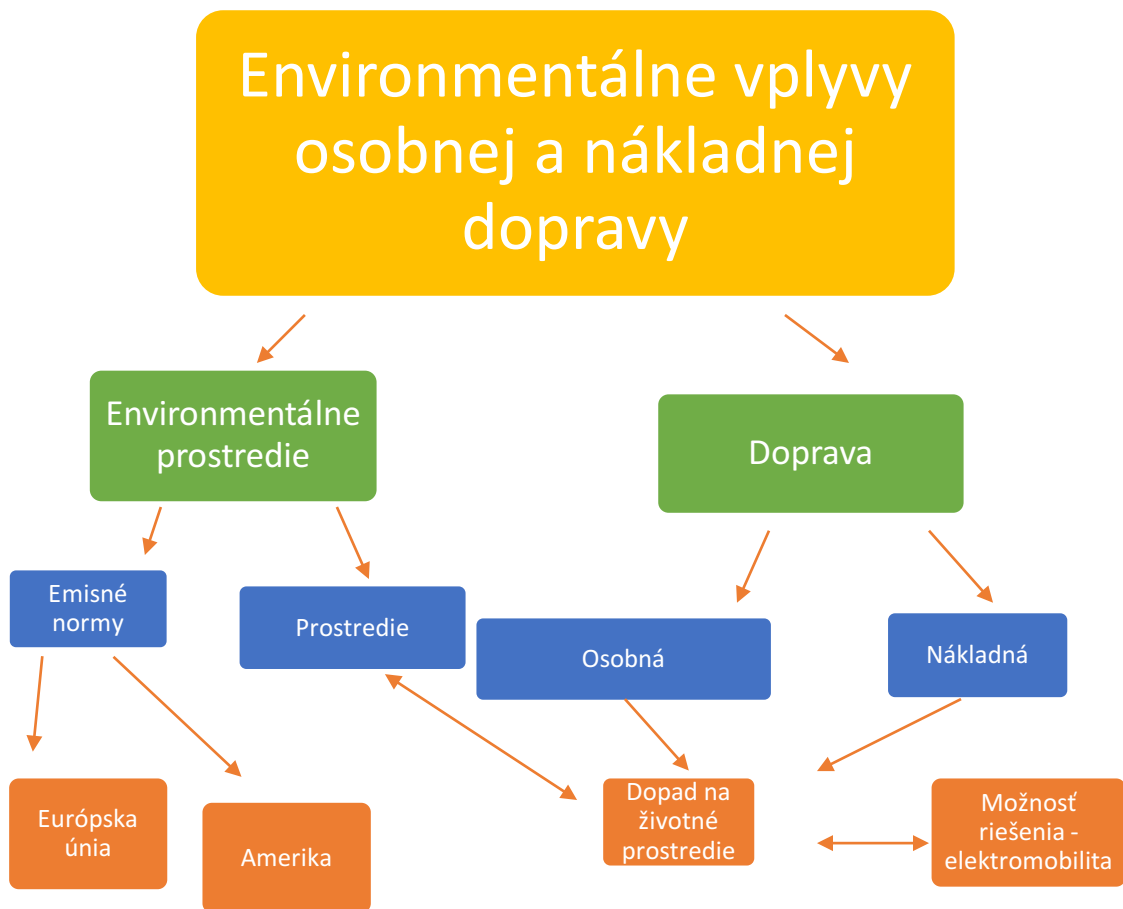 Environmentálne vplyvy
osobnej a nákladnej
dopravy
Environmentálne
prostredie
Doprava
Emisné
normy
Prostredie
Osobná
Nákladná
Európska
únia
Amerika
Dopad na
životné
prostredie
Možnosť
riešenia -
elektromobilita